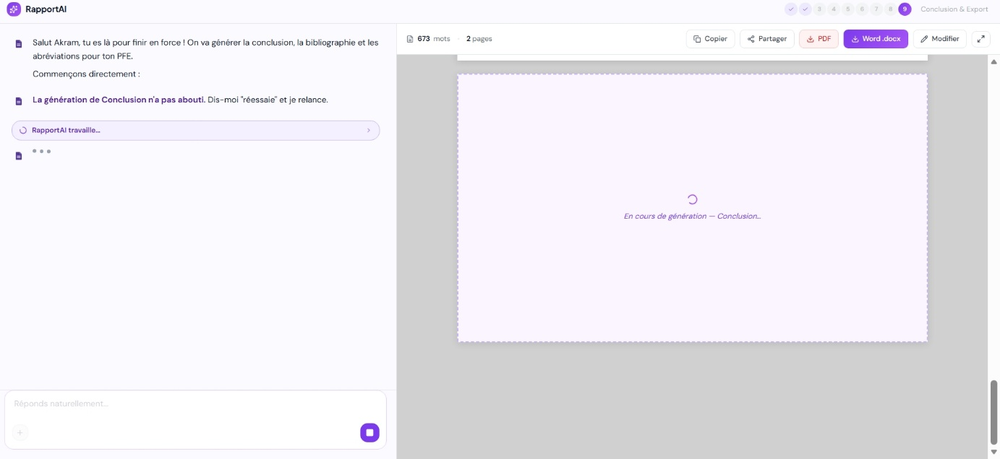 RapportAI
3 4 5 6 7 8 9 Conclusion & Export
Salut Akram, tu es là pour finir en force ! On va générer la conclusion, la bibliographie et les
abréviations pour ton PFE.
Commençons directement :
La génération de Conclusion n'a pas abouti. Dis-moi "réessaie" et je relance.
RapportAI travaille...
Réponds naturellement...
673 mots · 2 pages
Copier
Partager
PDF
Word .docx
Modifier
En cours de génération — Conclusion...